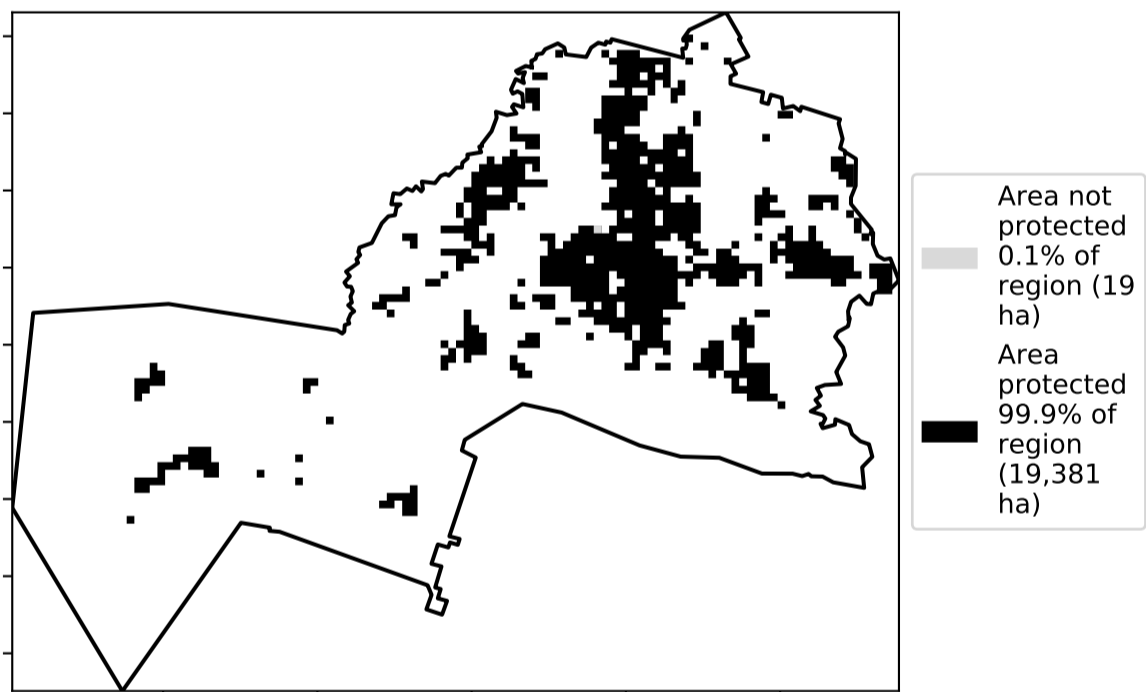 Area not
protected
0.1% of
region (19
ha)
Area
protected
99.9% of
region
(19,381
ha)